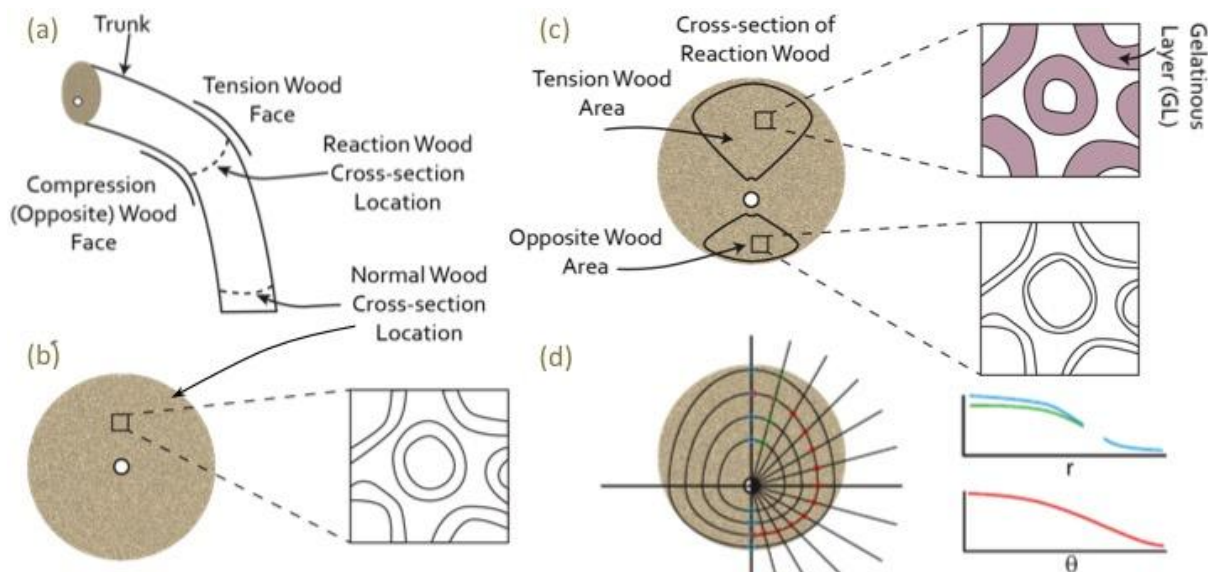 (a)
Trunk
Tension Wood
Face
Reaction Wood
Cross-section
Location
Compression
(Opposite) Wood
Face
Normal Wood
Cross-section
Location
(b)
(c)
Cross-section of
Reaction Wood
Tension Wood
Area
Gelatinous
Layer (GL)
Opposite Wood
Area
(d)
r
θ